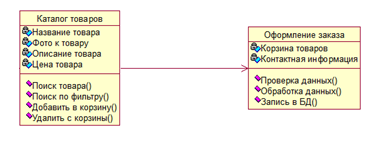 Каталог товаров
Название товара
Фото к товару
Описание товара
Цена товара
Поиск товара()
Поиск по фильтру()
Добавить в корзину()
Удалить с корзины()
Оформление заказа
Корзина товаров
Контактная информация
Проверка данных()
Обработка данных()
Запись в БД()